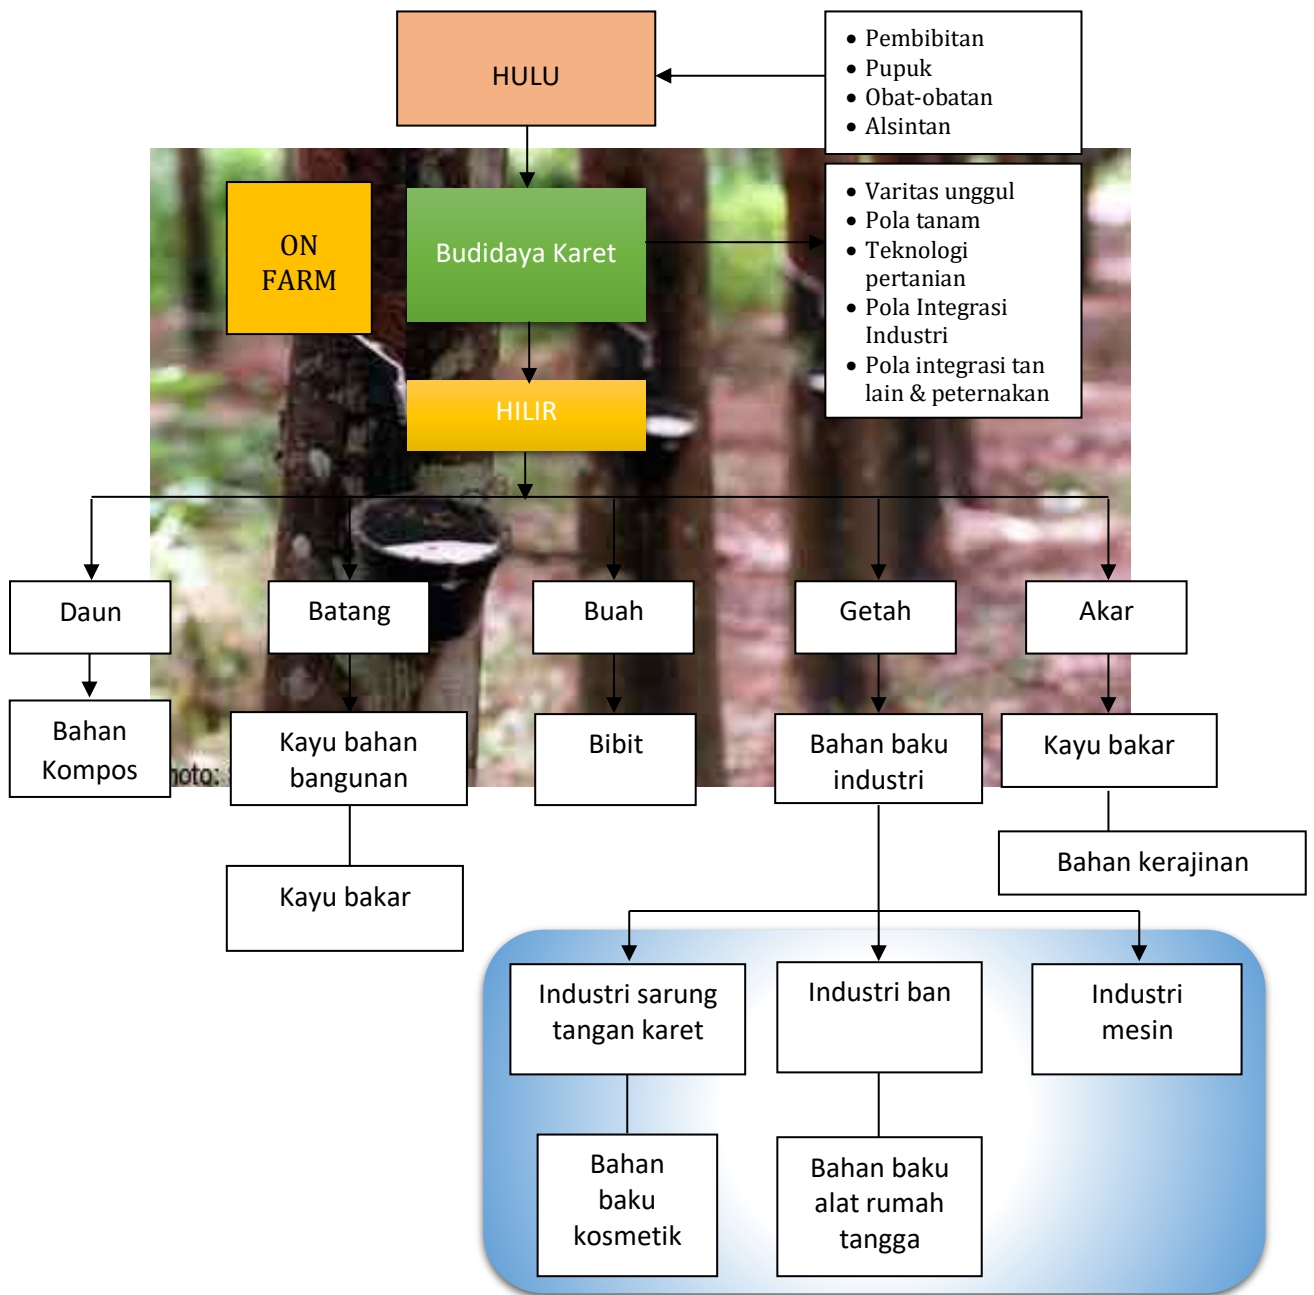 HULU
• Pembibitan
• Pupuk
• Obat-obatan
• Alsintan
ON
FARM
Budidaya Karet
• Varitas unggul
• Pola tanam
• Teknologi
pertanian
• Pola Integrasi
Industri
• Pola integrasi tan
lain & peternakan
HILIR
Daun
Batang
Buah
Getah
Akar
Bahan
Kompos
Kayu bahan
bangunan
Bibit
Bahan baku
industri
Kayu bakar
Kayu bakar
Bahan kerajinan
Industri sarung
tangan karet
Industri ban
Industri
mesin
Bahan
baku
kosmetik
Bahan baku
alat rumah
tangga